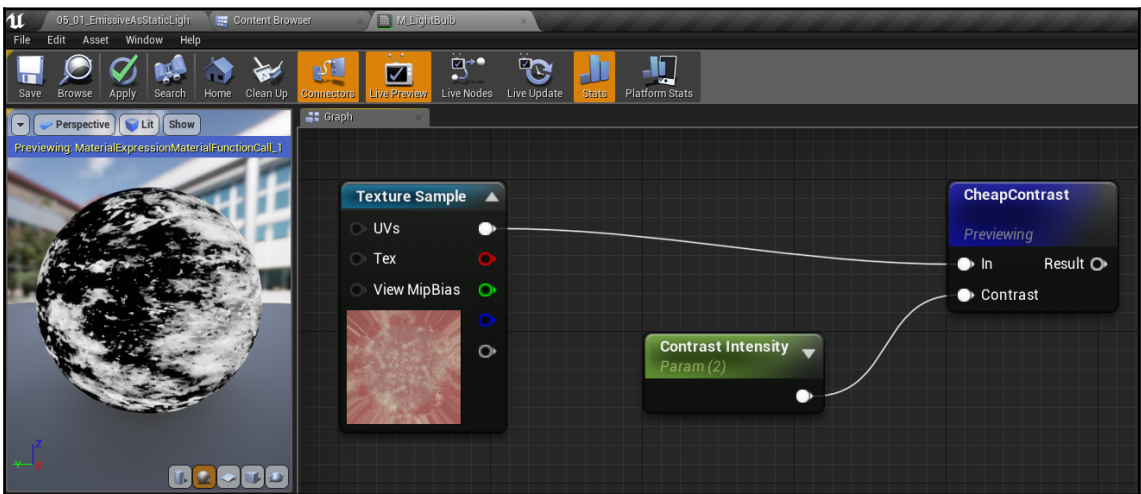 05_01_EmissiveAsStaticLigh
Content Browser
M_LightBulb
File Edit Asset Window Help
Save Browse Apply Search Home Clean Up Connectors Live Preview Live Nodes Live Update Stats Platform Stats
Perspective Lit Show
Graph
Previewing: MaterialExpressionMaterialFunctionCall_1
Texture Sample
UVs
Tex
View MipBias
Contrast Intensity
Param (2)
CheapContrast
Previewing
In Result
Contrast
Z
Y
X